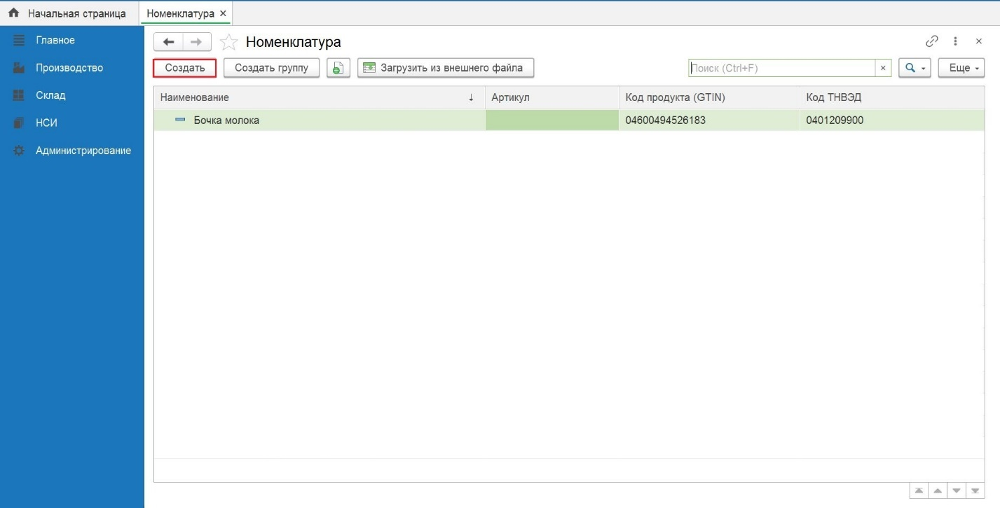 Начальная страница
Номенклатура ×
Главное
Производство
Склад
НСИ
Администрирование
Номенклатура
Создать
Создать группу
Загрузить из внешнего файла
Поиск (Ctrl+F)
Еще
Наименование ↓ Артикул Код продукта (GTIN) Код ТНВЭД
Бочка молока 04600494526183 0401209900